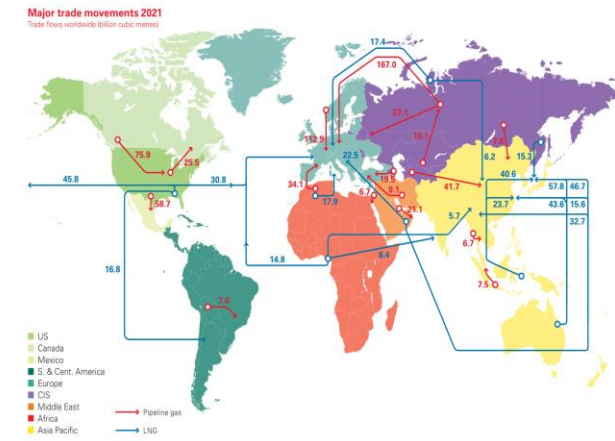 Major trade movements 2021
Trade flows worldwide (billion cubic metres)
17.4
167.0
27.1
112.9
15.1
7.6
75.9
25.5
22.5
6.2
15.3
45.8
30.8
34.1
19.5
41.7
40.6
57.8 46.7
58.7
17.9
6.7
9.1
21.1
5.7
23.7
43.6 15.6
32.7
16.8
14.8
8.4
6.7
7.5
7.0
US
Canada
Mexico
S. & Cent. America
Europe
CIS
Middle East
Africa
Asia Pacific
Pipeline gas
LNG